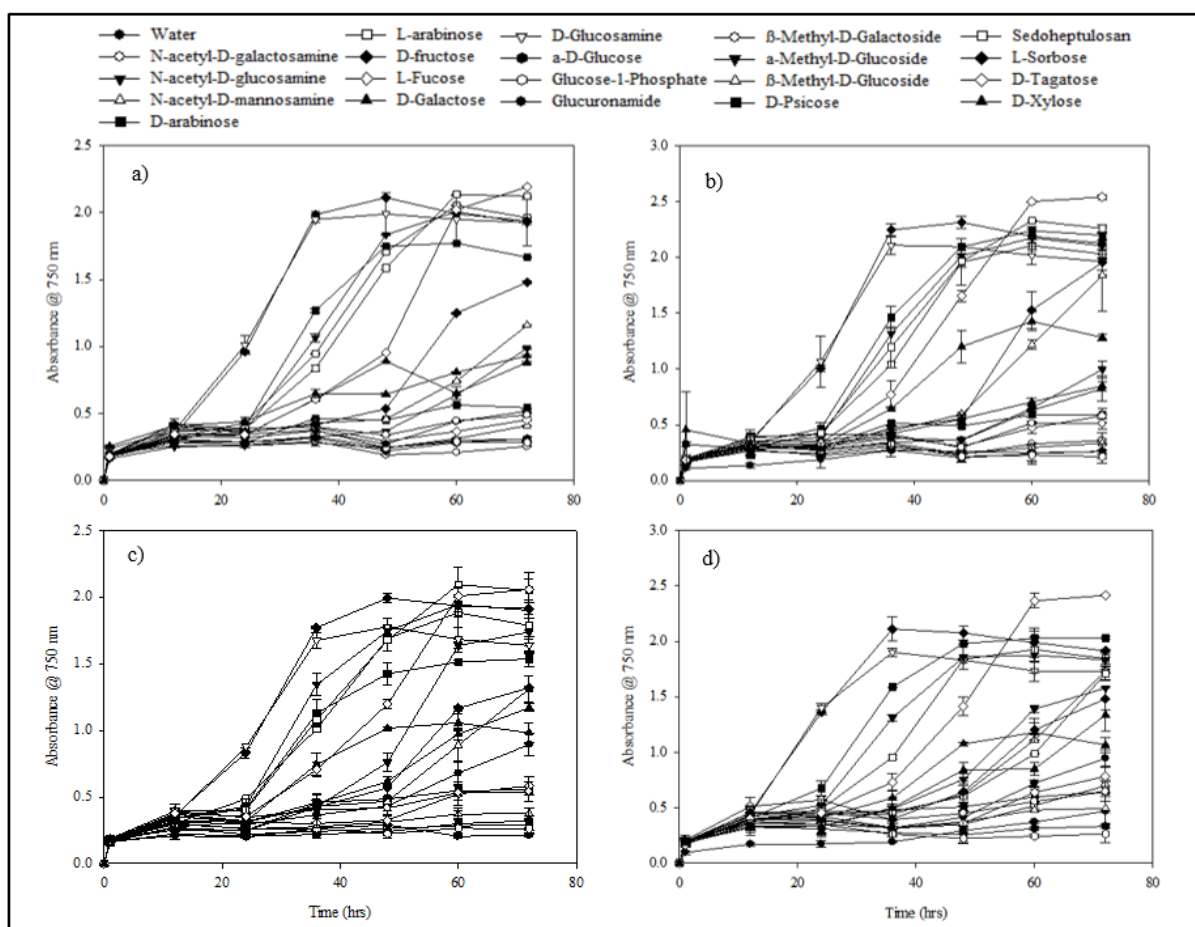 Water L-arabinose D-Glucosamine ß-Methyl-D-Galactoside Sedoheptulosan
N-acetyl-D-galactosamine D-fructose a-D-Glucose a-Methyl-D-Glucoside L-Sorbose
N-acetyl-D-glucosamine L-Fucose Glucose-1-Phosphate ß-Methyl-D-Glucoside D-Tagatose
N-acetyl-D-mannosamine D-Galactose Glucuronamide D-Psicose D-Xylose
D-arabinose
a)
Absorbance @ 750 nm
2.5
2.0
1.5
1.0
0.5
0.0
0 20 40 60 80
b)
Absorbance @ 750 nm
3.0
2.5
2.0
1.5
1.0
0.5
0.0
0 20 40 60 80
c)
Absorbance @ 750 nm
2.5
2.0
1.5
1.0
0.5
0.0
0 20 40 60 80
Time (hrs)
d)
Absorbance @ 750 nm
3.0
2.5
2.0
1.5
1.0
0.5
0.0
0 20 40 60 80
Time (hrs)